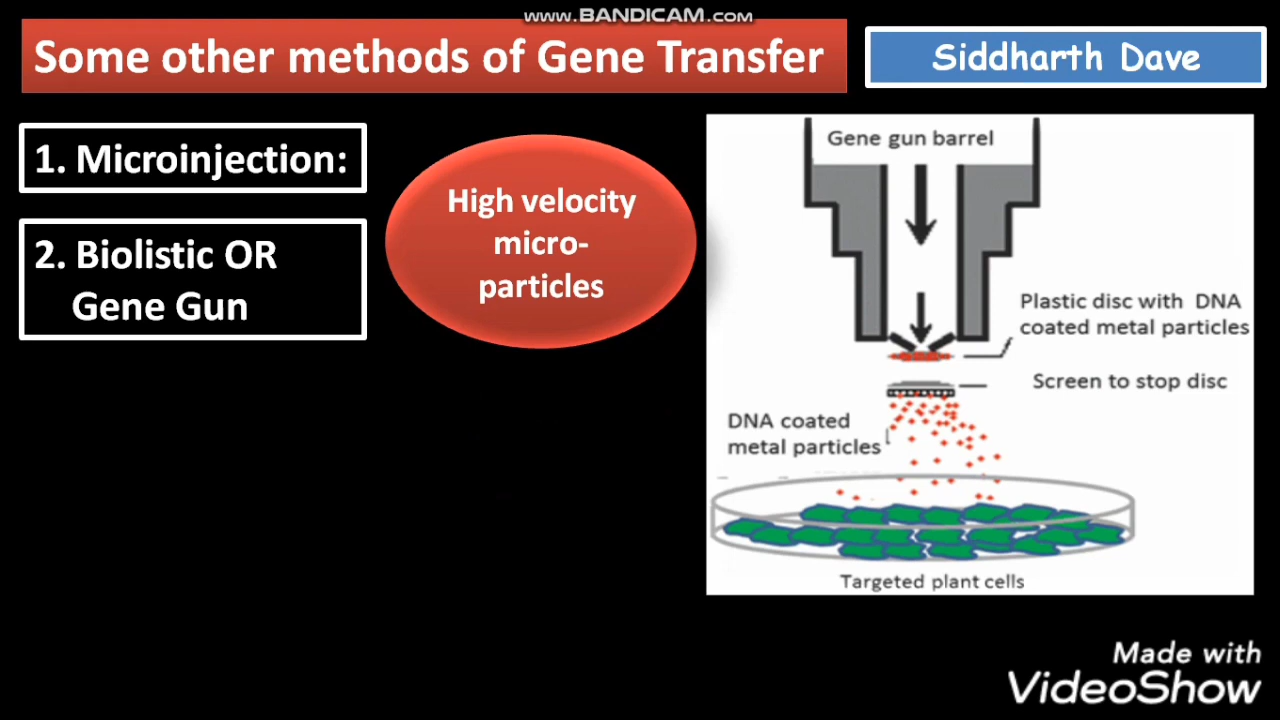 www.BANDICAM.com
Some other methods of Gene Transfer
Siddharth Dave
1. Microinjection:
2. Biolistic OR
Gene Gun
High velocity
micro-
particles
Gene gun barrel
Plastic disc with DNA
coated metal particles
Screen to stop disc
DNA coated
metal particles
Targeted plant cells
Made with
VideoShow